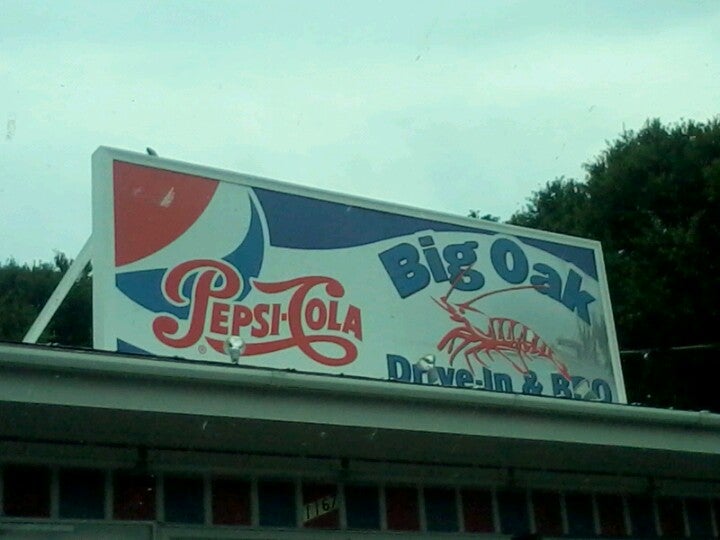 PEPSI-COLA
®
Big Oak
Drive-In & BBQ
1167